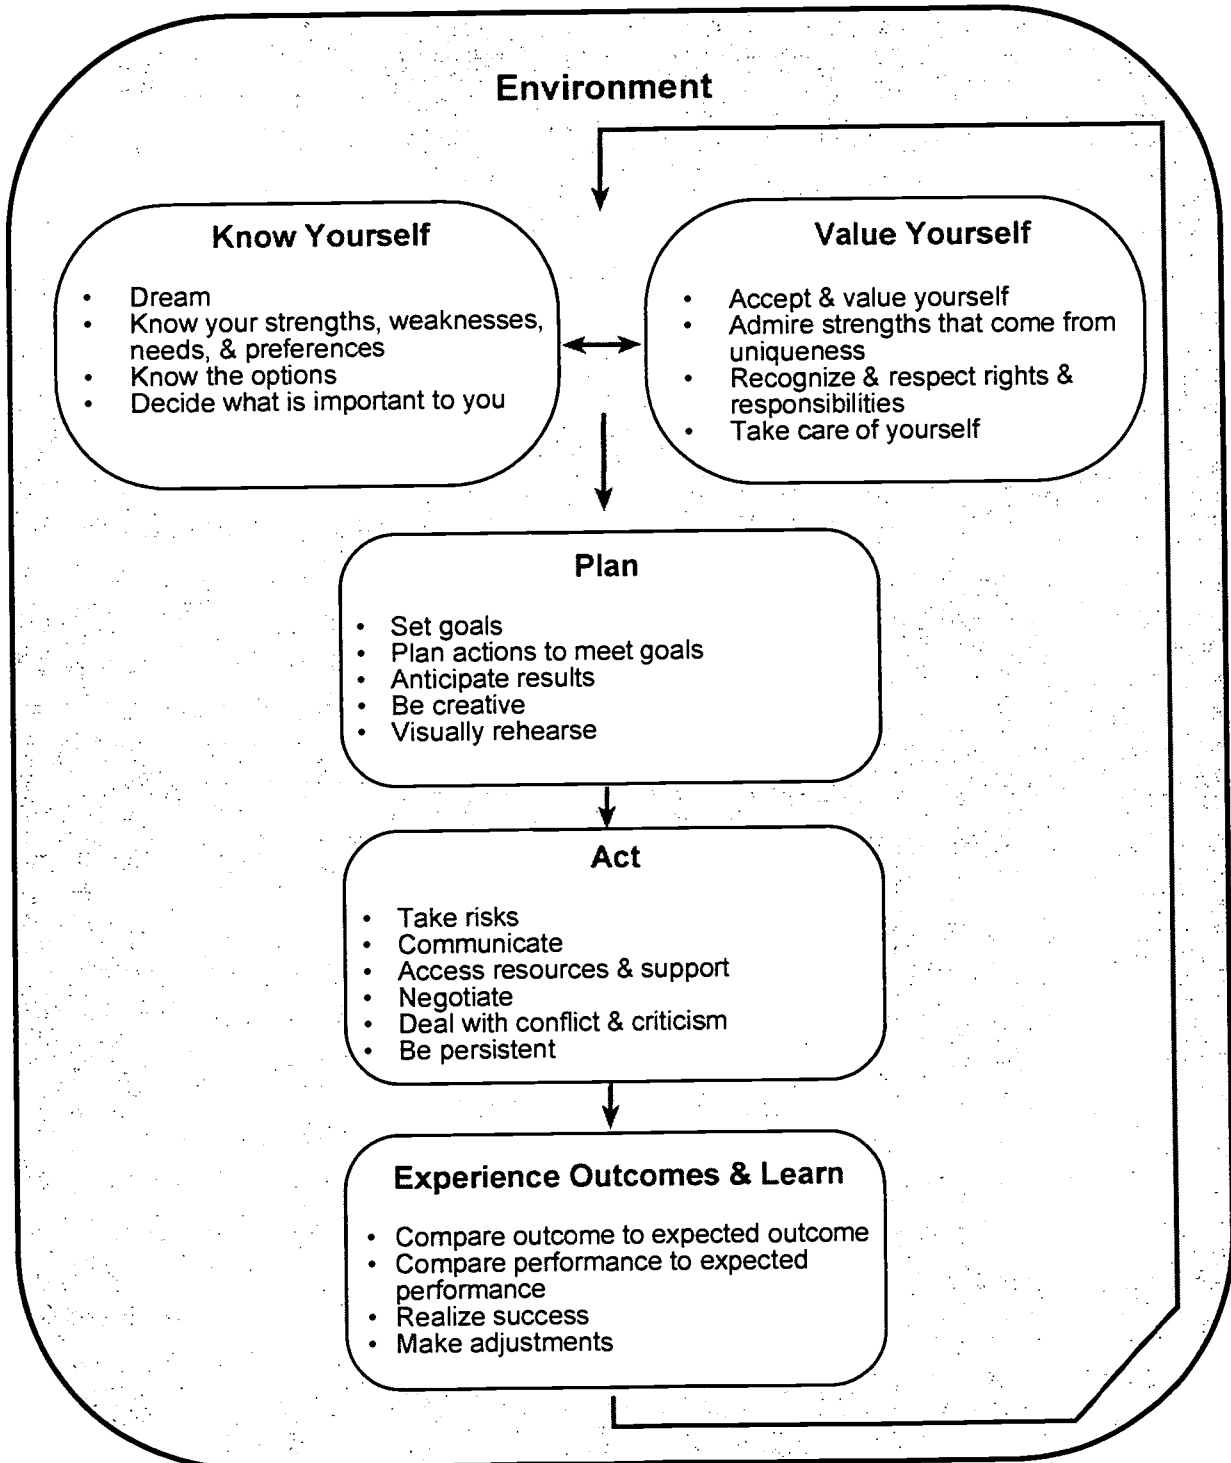 Environment
Know Yourself
• Dream
• Know your strengths, weaknesses,
needs, & preferences
• Know the options
• Decide what is important to you
Value Yourself
• Accept & value yourself
• Admire strengths that come from
uniqueness
• Recognize & respect rights &
responsibilities
• Take care of yourself
Plan
• Set goals
• Plan actions to meet goals
• Anticipate results
• Be creative
• Visually rehearse
Act
• Take risks
• Communicate
• Access resources & support
• Negotiate
• Deal with conflict & criticism
• Be persistent
Experience Outcomes & Learn
• Compare outcome to expected outcome
• Compare performance to expected
performance
• Realize success
• Make adjustments